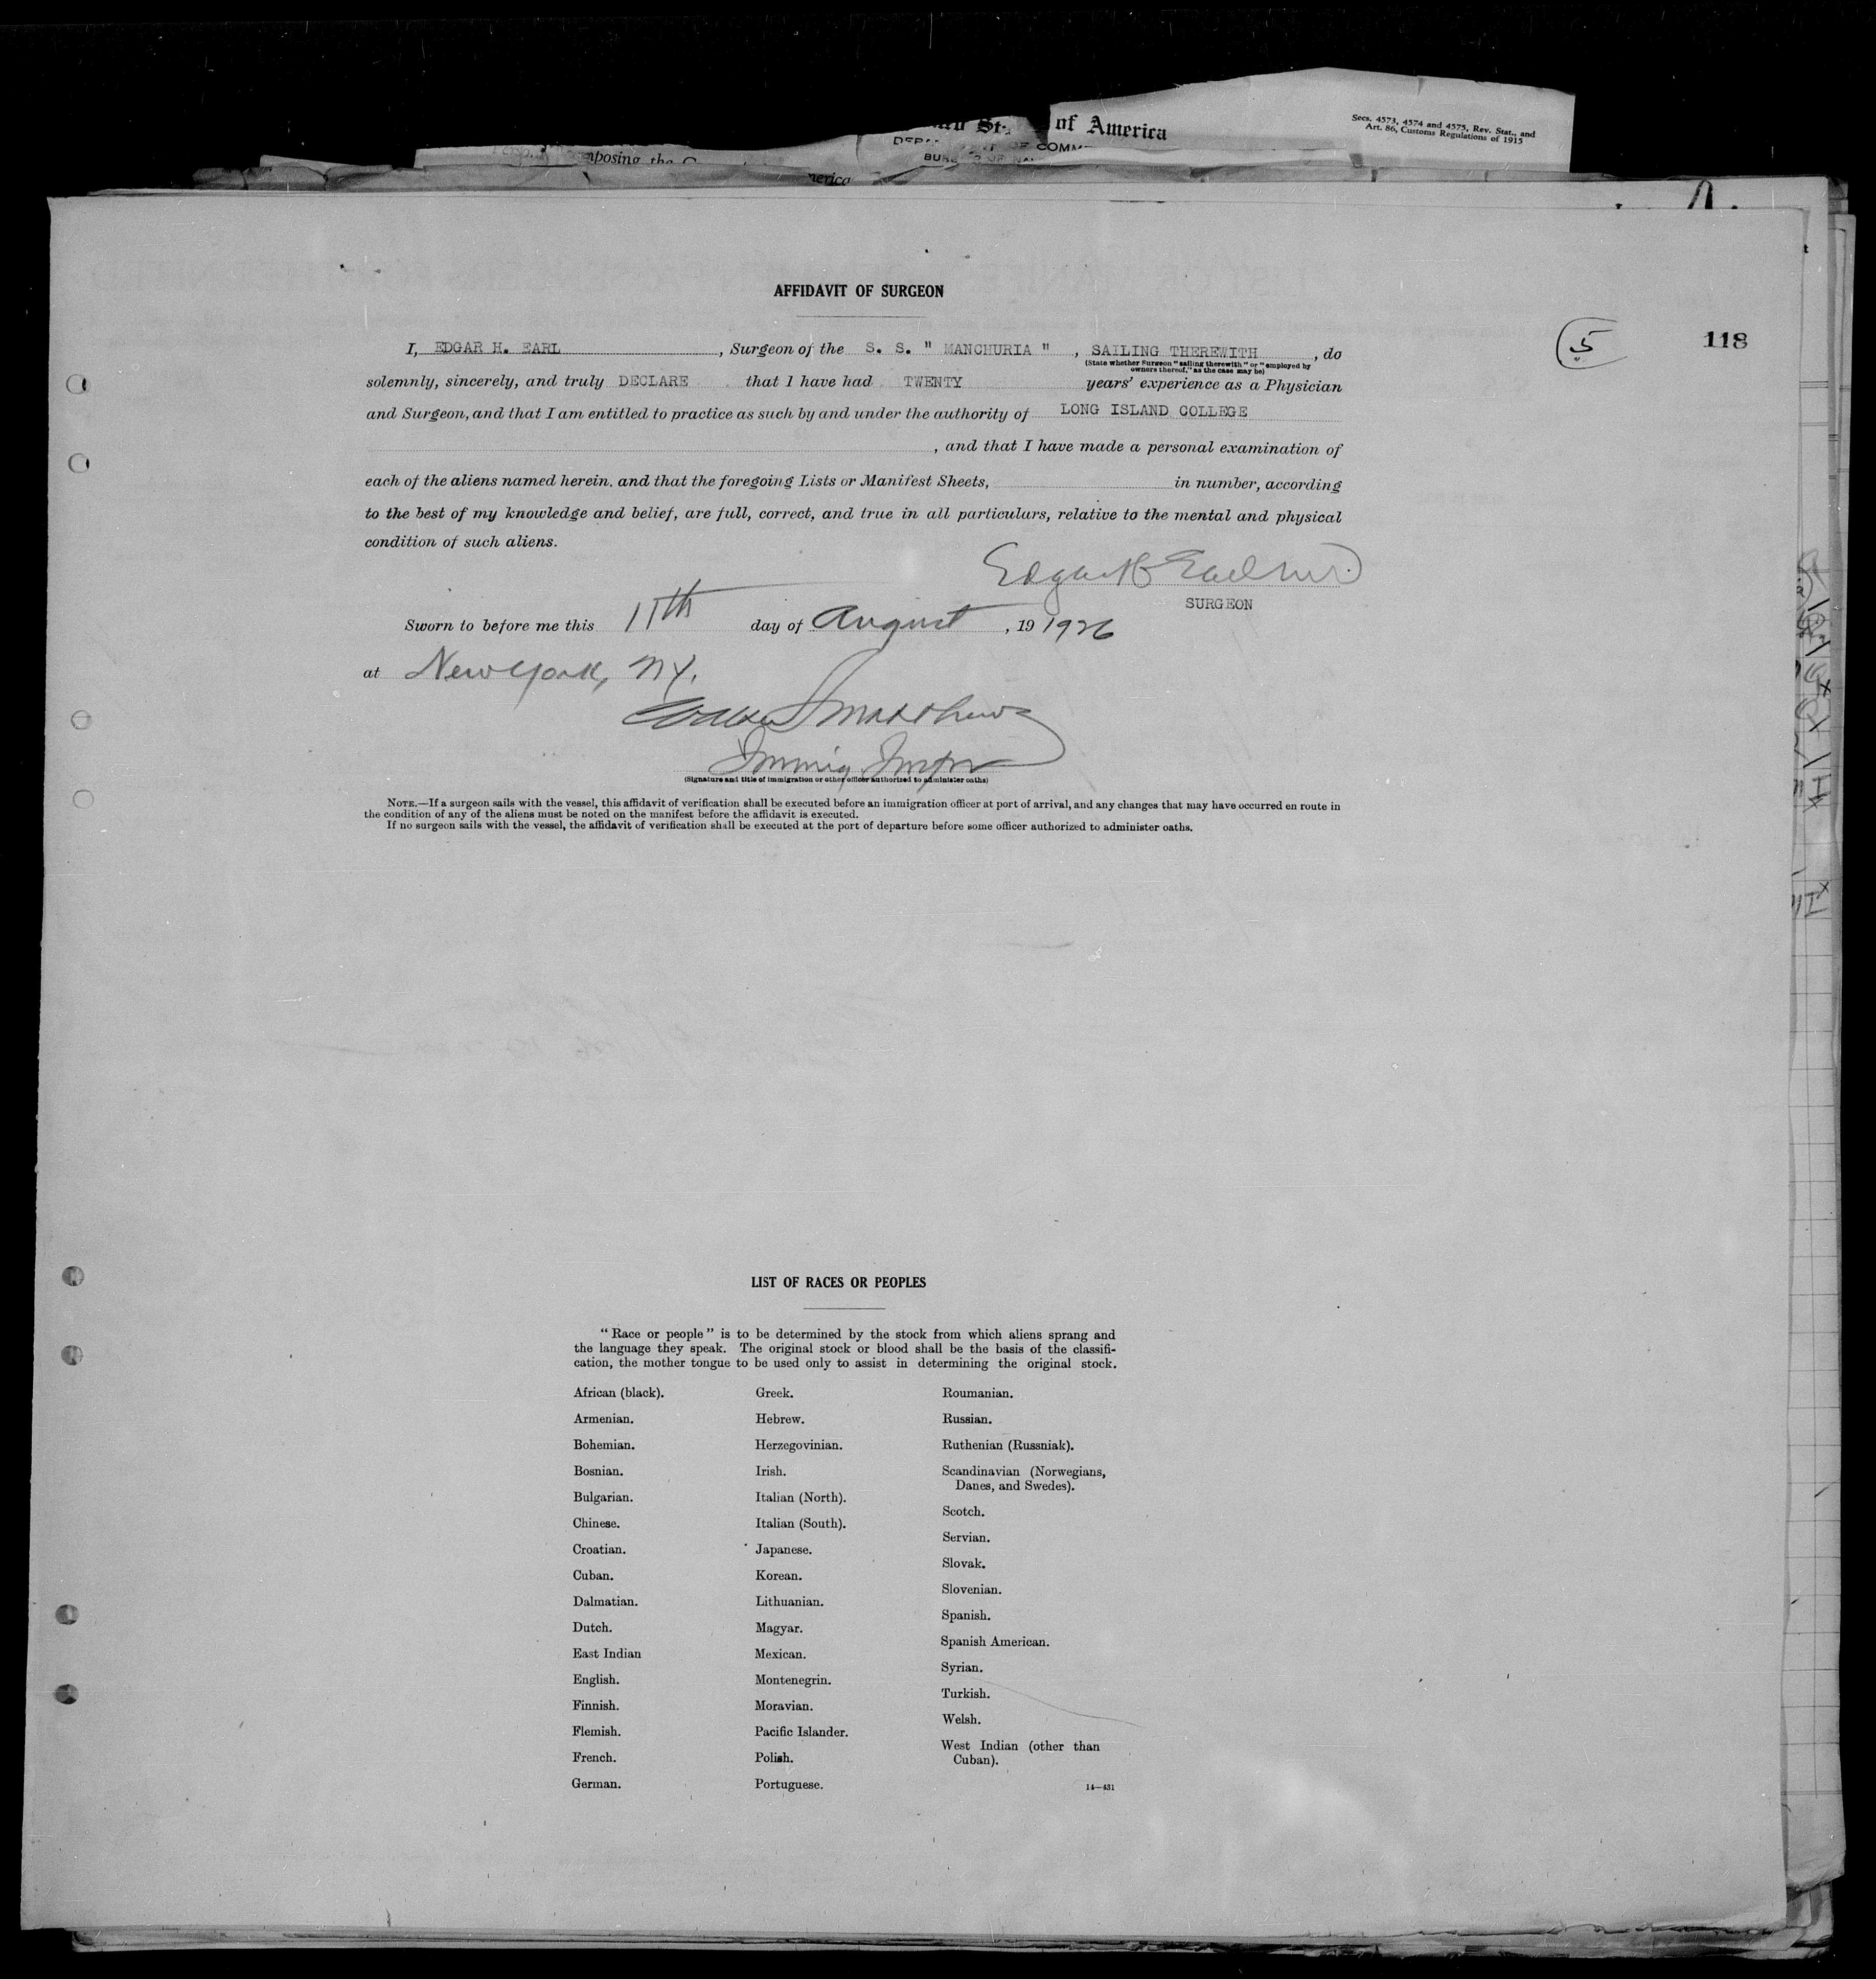 of America
Secs. 4573, 4574 and 4575, Rev. Stat., and
Art. 86, Customs Regulations of 1915
mposing the
AFFIDAVIT OF SURGEON
5
118
I, EDGAR H. EARL, Surgeon of the S. S. " MANCHURIA ", SAILING THEREWITH, do
(State whether Surgeon "sailing therewith" or "employed by
owners thereof," as the case may be)
solemnly, sincerely, and truly DECLARE that I have had TWENTY years' experience as a Physician
and Surgeon, and that I am entitled to practice as such by and under the authority of LONG ISLAND COLLEGE
, and that I have made a personal examination of
each of the aliens named herein, and that the foregoing Lists or Manifest Sheets, in number, according
to the best of my knowledge and belief, are full, correct, and true in all particulars, relative to the mental and physical
condition of such aliens.
SURGEON
Sworn to before me this 11th day of August, 19 1926
at New York, NY.
Matthews
Immig Inspr
(Signature and title of immigration or other officer authorized to administer oaths)
NOTE.—If a surgeon sails with the vessel, this affidavit of verification shall be executed before an immigration officer at port of arrival, and any changes that may have occurred en route in
the condition of any of the aliens must be noted on the manifest before the affidavit is executed.
If no surgeon sails with the vessel, the affidavit of verification shall be executed at the port of departure before some officer authorized to administer oaths.
LIST OF RACES OR PEOPLES
"Race or people" is to be determined by the stock from which aliens sprang and
the language they speak. The original stock or blood shall be the basis of the classifi-
cation, the mother tongue to be used only to assist in determining the original stock.
African (black).
Armenian.
Bohemian.
Bosnian.
Bulgarian.
Chinese.
Croatian.
Cuban.
Dalmatian.
Dutch.
East Indian
English.
Finnish.
Flemish.
French.
German.
Greek.
Hebrew.
Herzegovinian.
Irish.
Italian (North).
Italian (South).
Japanese.
Korean.
Lithuanian.
Magyar.
Mexican.
Montenegrin.
Moravian.
Pacific Islander.
Polish.
Portuguese.
Roumanian.
Russian.
Ruthenian (Russniak).
Scandinavian (Norwegians,
Danes, and Swedes).
Scotch.
Servian.
Slovak.
Slovenian.
Spanish.
Spanish American.
Syrian.
Turkish.
Welsh.
West Indian (other than
Cuban).
14—431